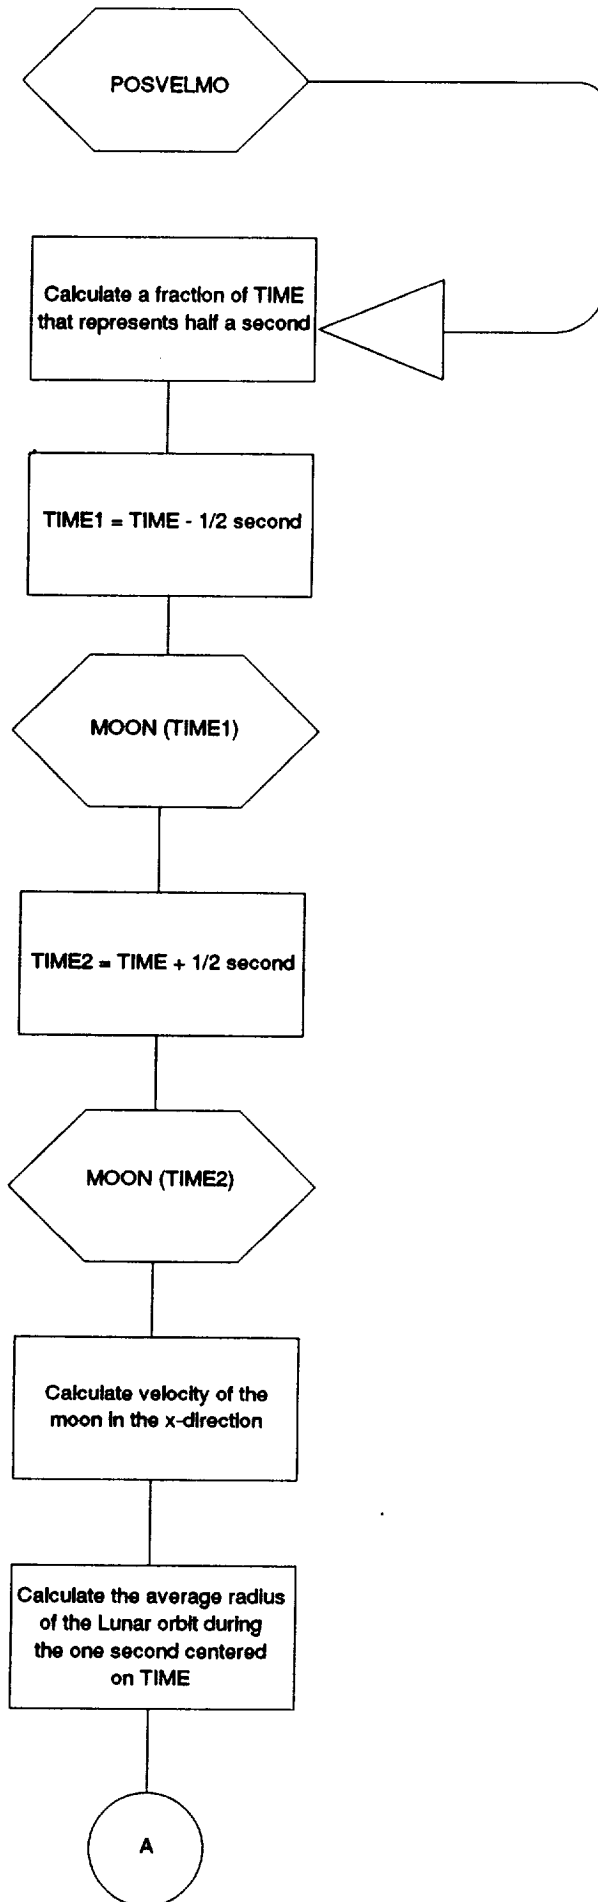 POSVELMO
Calculate a fraction of TIME
that represents half a second
TIME1 = TIME - 1/2 second
MOON (TIME1)
TIME2 = TIME + 1/2 second
MOON (TIME2)
Calculate velocity of the
moon in the x-direction
Calculate the average radius
of the Lunar orbit during
the one second centered
on TIME
A